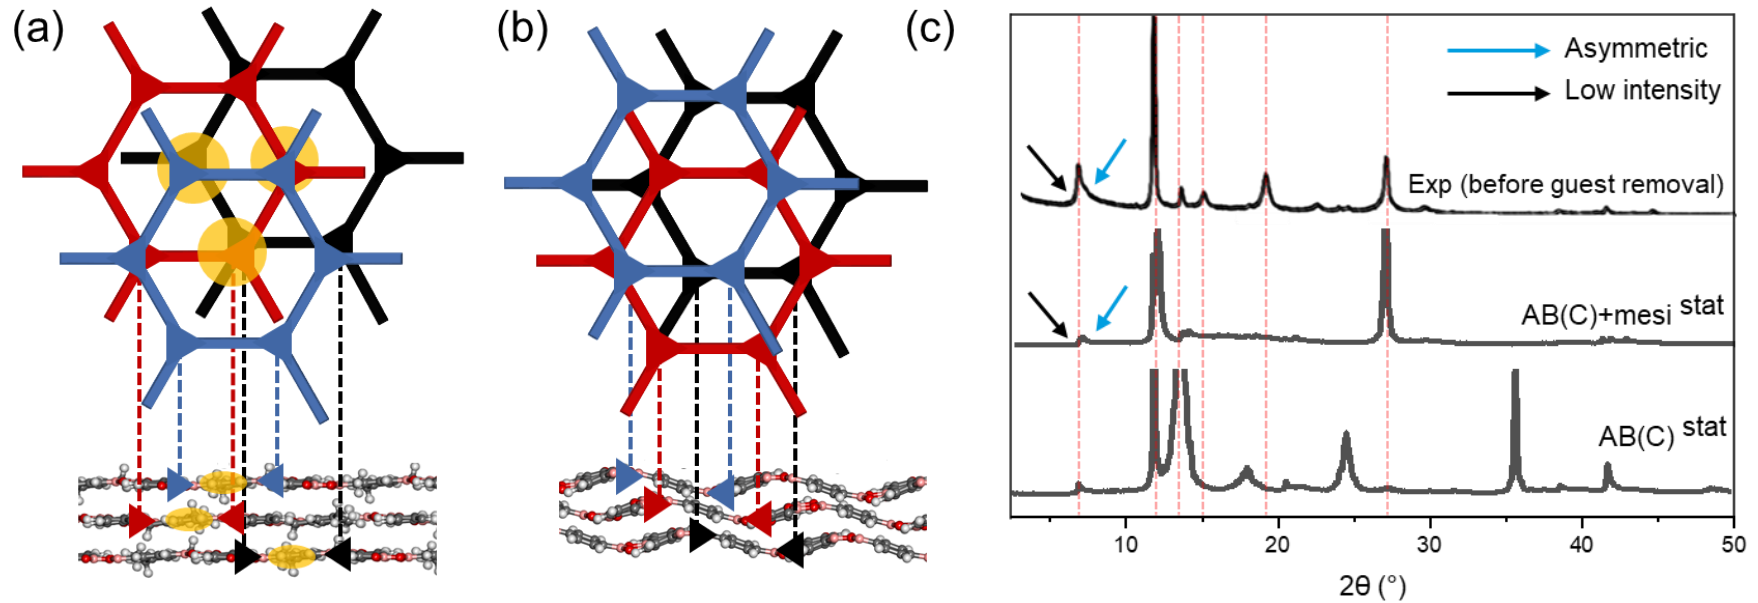 (a)
(b)
(c)
Asymmetric
Low intensity
Exp (before guest removal)
AB(C)+mesi stat
AB(C) stat
10 20 30 40 50
2θ (°)